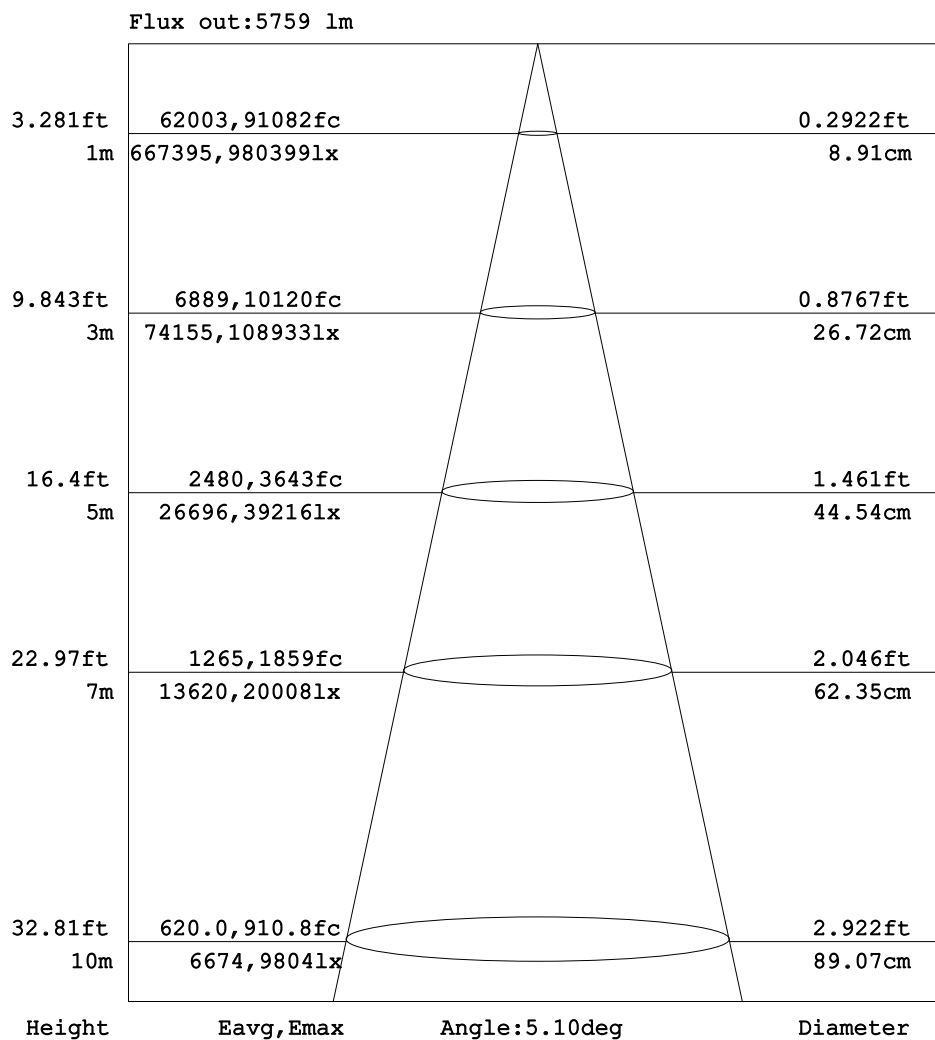 Flux out:5759 lm
3.281ft 62003,91082fc 0.2922ft
1m 667395,980399lx 8.91cm
9.843ft 6889,10120fc 0.8767ft
3m 74155,108933lx 26.72cm
16.4ft 2480,3643fc 1.461ft
5m 26696,39216lx 44.54cm
22.97ft 1265,1859fc 2.046ft
7m 13620,20008lx 62.35cm
32.81ft 620.0,910.8fc 2.922ft
10m 6674,9804lx 89.07cm
Height Eavg,Emax Angle:5.10deg Diameter